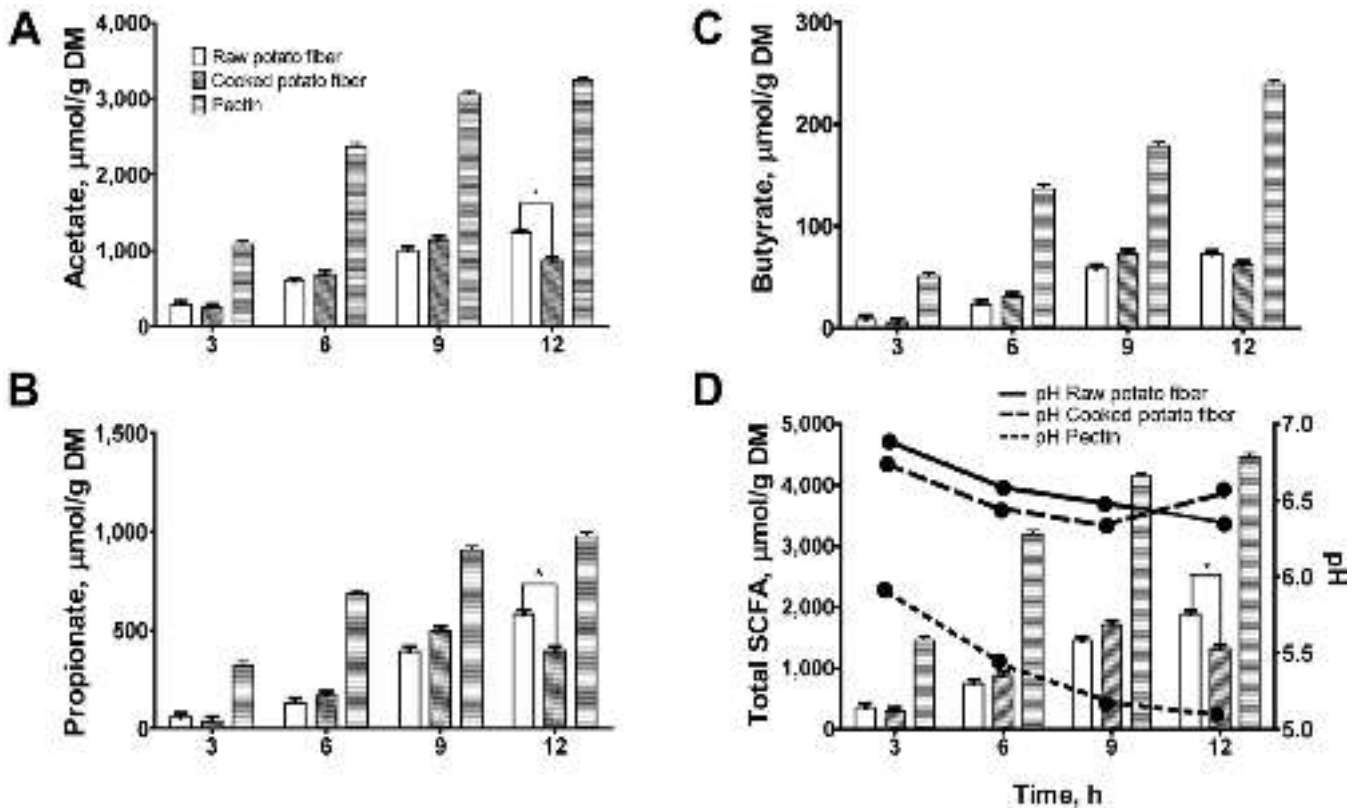 A
Acetate, μmol/g DM
4,000
3,000
2,000
1,000
0
Raw potato fiber
Cooked potato fiber
Pectin
*
3 6 9 12
B
Propionate, μmol/g DM
1,500
1,000
500
0
*
3 6 9 12
C
Butyrate, μmol/g DM
300
200
100
0
3 6 9 12
D
Total SCFA, μmol/g DM
5,000
4,000
3,000
2,000
1,000
0
pH Raw potato fiber
pH Cooked potato fiber
pH Pectin
*
7.0
6.5
6.0
5.5
5.0
pH
3 6 9 12
Time, h